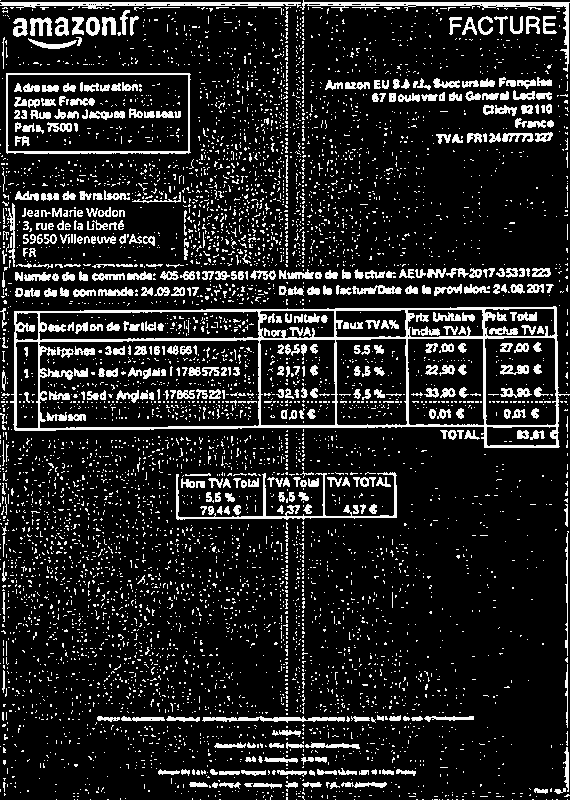 amazon.fr
FACTURE
Adresse de facturation:
Zapptax France
23 Rue Jean Jacques Rousseau
Paris, 75001
FR
Amazon EU S.à r.l., Succursale Française
67 Boulevard du General Leclerc
Clichy 92110
France
TVA: FR12487773327
Adresse de livraison:
Jean-Marie Wodon
3, rue de la Liberté
59650 Villeneuve d'Ascq
FR
Numéro de la commande: 405-6613739-5614750 Numéro de la facture: AEU-INV-FR-2017-35331223
Date de la commande: 24.09.2017 Date de la facture/Date de la provision: 24.09.2017
Qté Description de l'article Prix Unitaire (hors TVA) Taux TVA% Prix Unitaire (inclus TVA) Prix Total (inclus TVA)
1 Philippines - 3ed | 2816148661 25,59 € 5,5 % 27,00 € 27,00 €
1 Shanghai - 8ed - Anglais | 1786575213 21,71 € 5,5 % 22,90 € 22,90 €
1 China - 15ed - Anglais | 1786575221 32,13 € 5,5 % 33,90 € 33,90 €
Livraison 0,01 € 0,01 € 0,01 €
TOTAL: 83,81 €
Hors TVA Total TVA Total TVA TOTAL
5,5 % 5,5 %
79,44 € 4,37 € 4,37 €